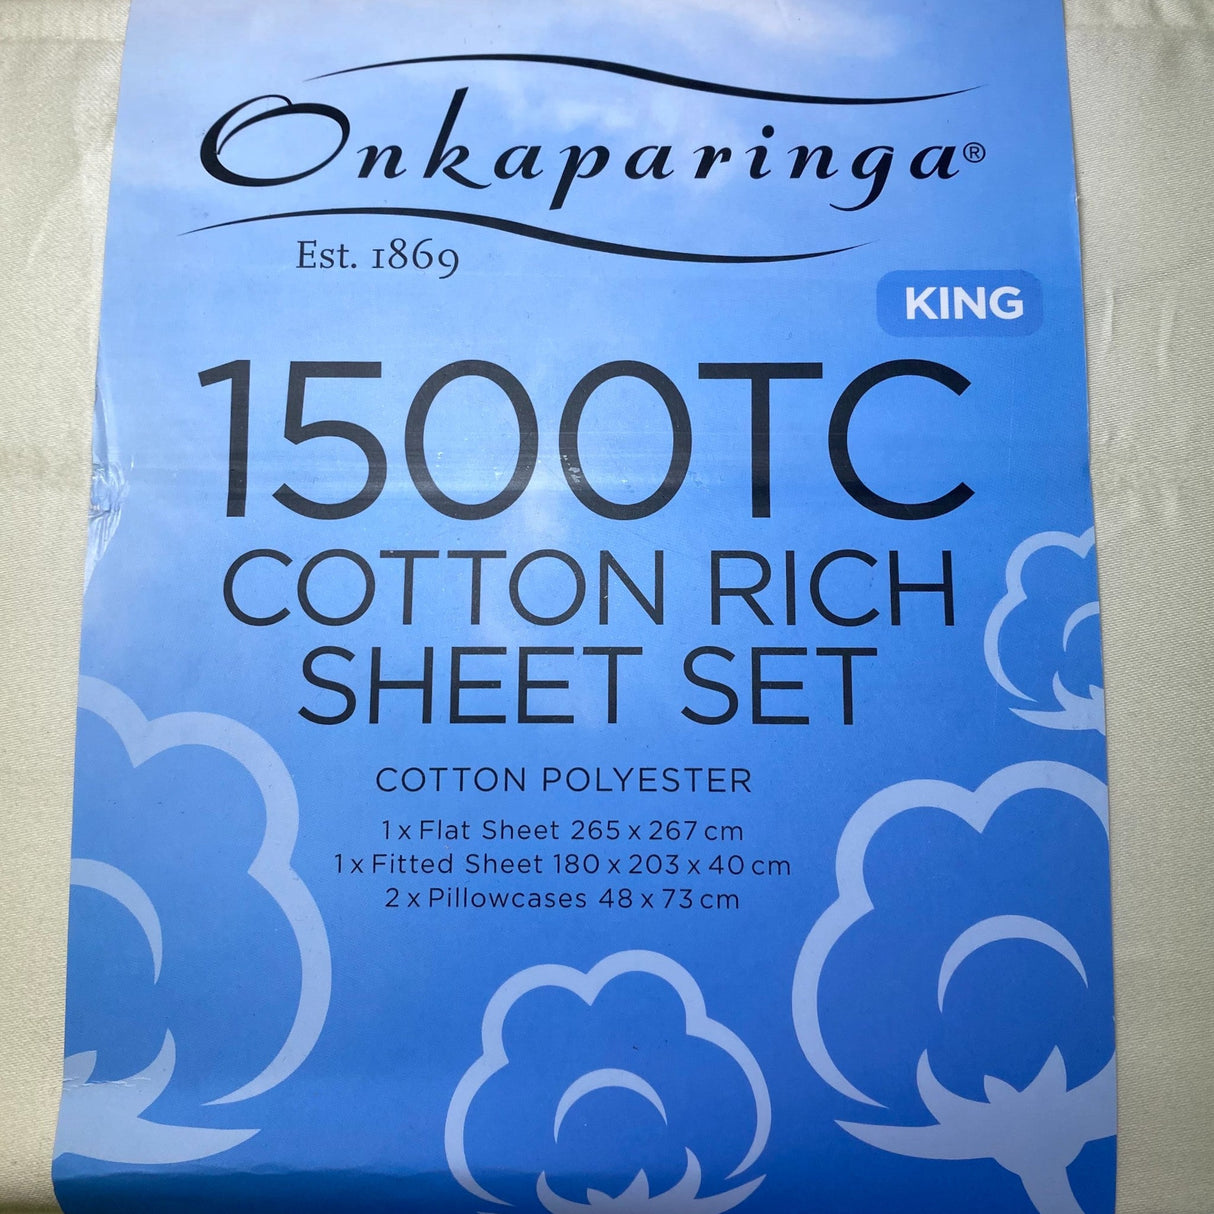 Onkaparinga®
Est. 1869
KING
1500TC
COTTON RICH
SHEET SET
COTTON POLYESTER
1 x Flat Sheet 265 x 267 cm
1 x Fitted Sheet 180 x 203 x 40 cm
2 x Pillowcases 48 x 73 cm